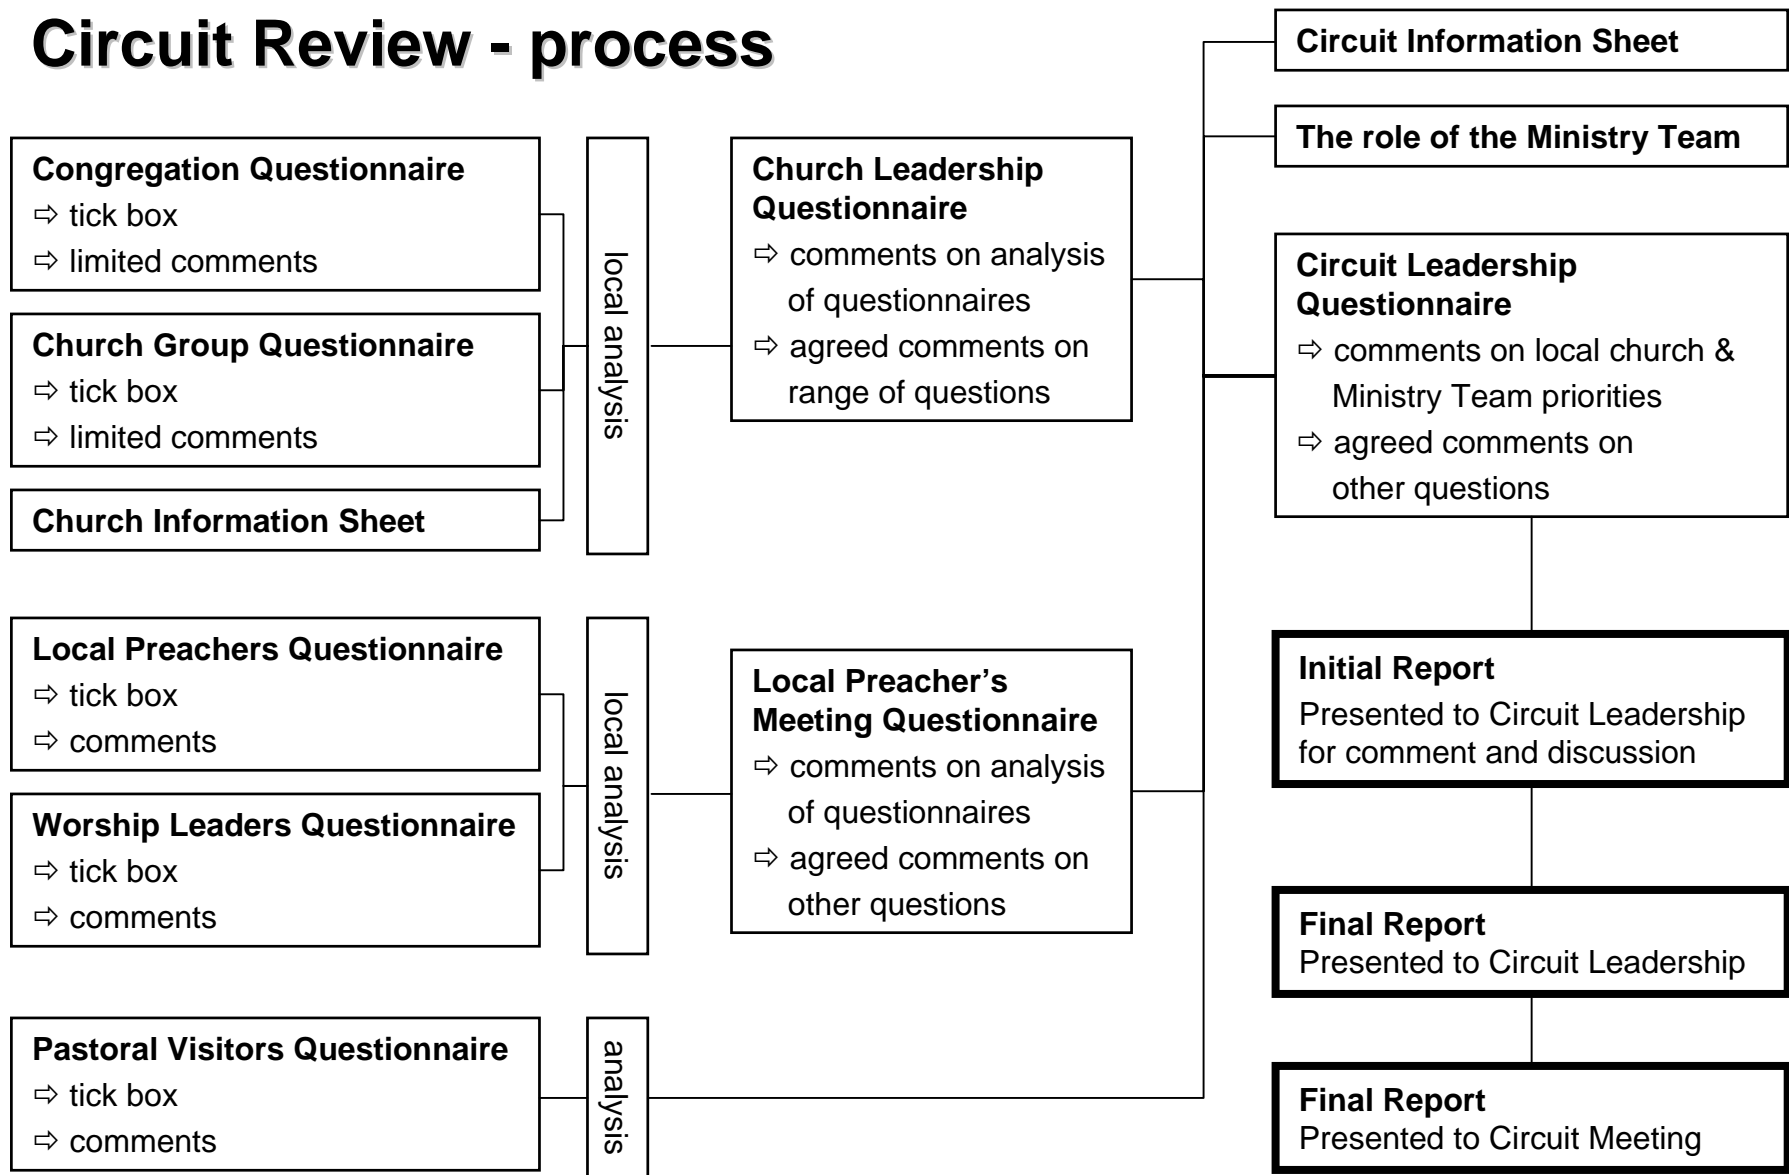 Circuit Review - process
Congregation Questionnaire
⇨ tick box
⇨ limited comments
Church Group Questionnaire
⇨ tick box
⇨ limited comments
Church Information Sheet
local analysis
Church Leadership
Questionnaire
⇨ comments on analysis
of questionnaires
⇨ agreed comments on
range of questions
Local Preachers Questionnaire
⇨ tick box
⇨ comments
Worship Leaders Questionnaire
⇨ tick box
⇨ comments
local analysis
Local Preacher’s
Meeting Questionnaire
⇨ comments on analysis
of questionnaires
⇨ agreed comments on
other questions
Pastoral Visitors Questionnaire
⇨ tick box
⇨ comments
analysis
Circuit Information Sheet
The role of the Ministry Team
Circuit Leadership
Questionnaire
⇨ comments on local church &
Ministry Team priorities
⇨ agreed comments on
other questions
Initial Report
Presented to Circuit Leadership
for comment and discussion
Final Report
Presented to Circuit Leadership
Final Report
Presented to Circuit Meeting